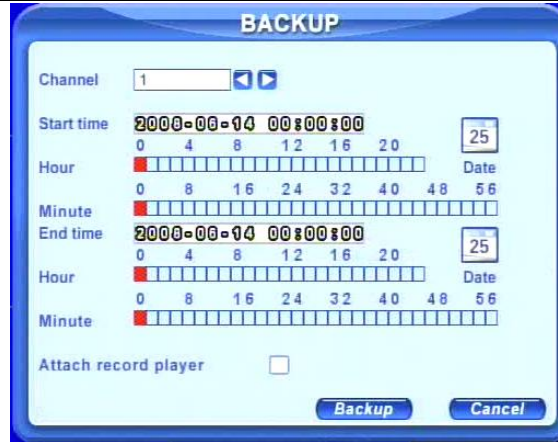 BACKUP
Channel 1
Start time 2008-06-14 00:00:00
25
0 4 8 12 16 20
Hour Date
0 8 16 24 32 40 48 56
Minute
End time 2008-06-14 00:00:00
25
0 4 8 12 16 20
Hour Date
0 8 16 24 32 40 48 56
Minute
Attach record player
Backup Cancel